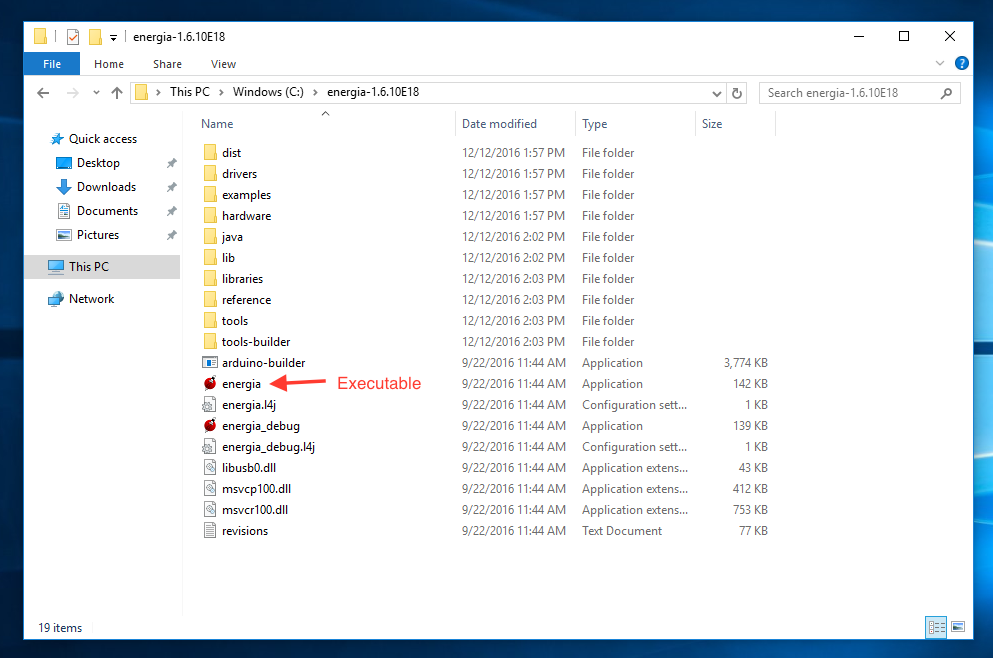 energia-1.6.10E18
File Home Share View
This PC Windows (C:) energia-1.6.10E18
Search energia-1.6.10E18
Name Date modified Type Size
Quick access
Desktop
Downloads
Documents
Pictures
This PC
Network
dist 12/12/2016 1:57 PM File folder
drivers 12/12/2016 1:57 PM File folder
examples 12/12/2016 1:57 PM File folder
hardware 12/12/2016 1:57 PM File folder
java 12/12/2016 2:02 PM File folder
lib 12/12/2016 2:02 PM File folder
libraries 12/12/2016 2:03 PM File folder
reference 12/12/2016 2:03 PM File folder
tools 12/12/2016 2:03 PM File folder
tools-builder 12/12/2016 2:03 PM File folder
arduino-builder 9/22/2016 11:44 AM Application 3,774 KB
energia Executable 9/22/2016 11:44 AM Application 142 KB
energia.l4j 9/22/2016 11:44 AM Configuration sett... 1 KB
energia_debug 9/22/2016 11:44 AM Application 139 KB
energia_debug.l4j 9/22/2016 11:44 AM Configuration sett... 1 KB
libusb0.dll 9/22/2016 11:44 AM Application extens... 43 KB
msvcp100.dll 9/22/2016 11:44 AM Application extens... 412 KB
msvcr100.dll 9/22/2016 11:44 AM Application extens... 753 KB
revisions 9/22/2016 11:44 AM Text Document 77 KB
19 items